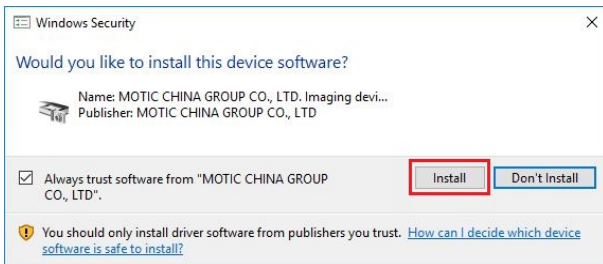 Windows Security
Would you like to install this device software?
Name: MOTIC CHINA GROUP CO., LTD. Imaging devi...
Publisher: MOTIC CHINA GROUP CO., LTD
Always trust software from "MOTIC CHINA GROUP
CO., LTD".
Install
Don't Install
You should only install driver software from publishers you trust. How can I decide which device
software is safe to install?